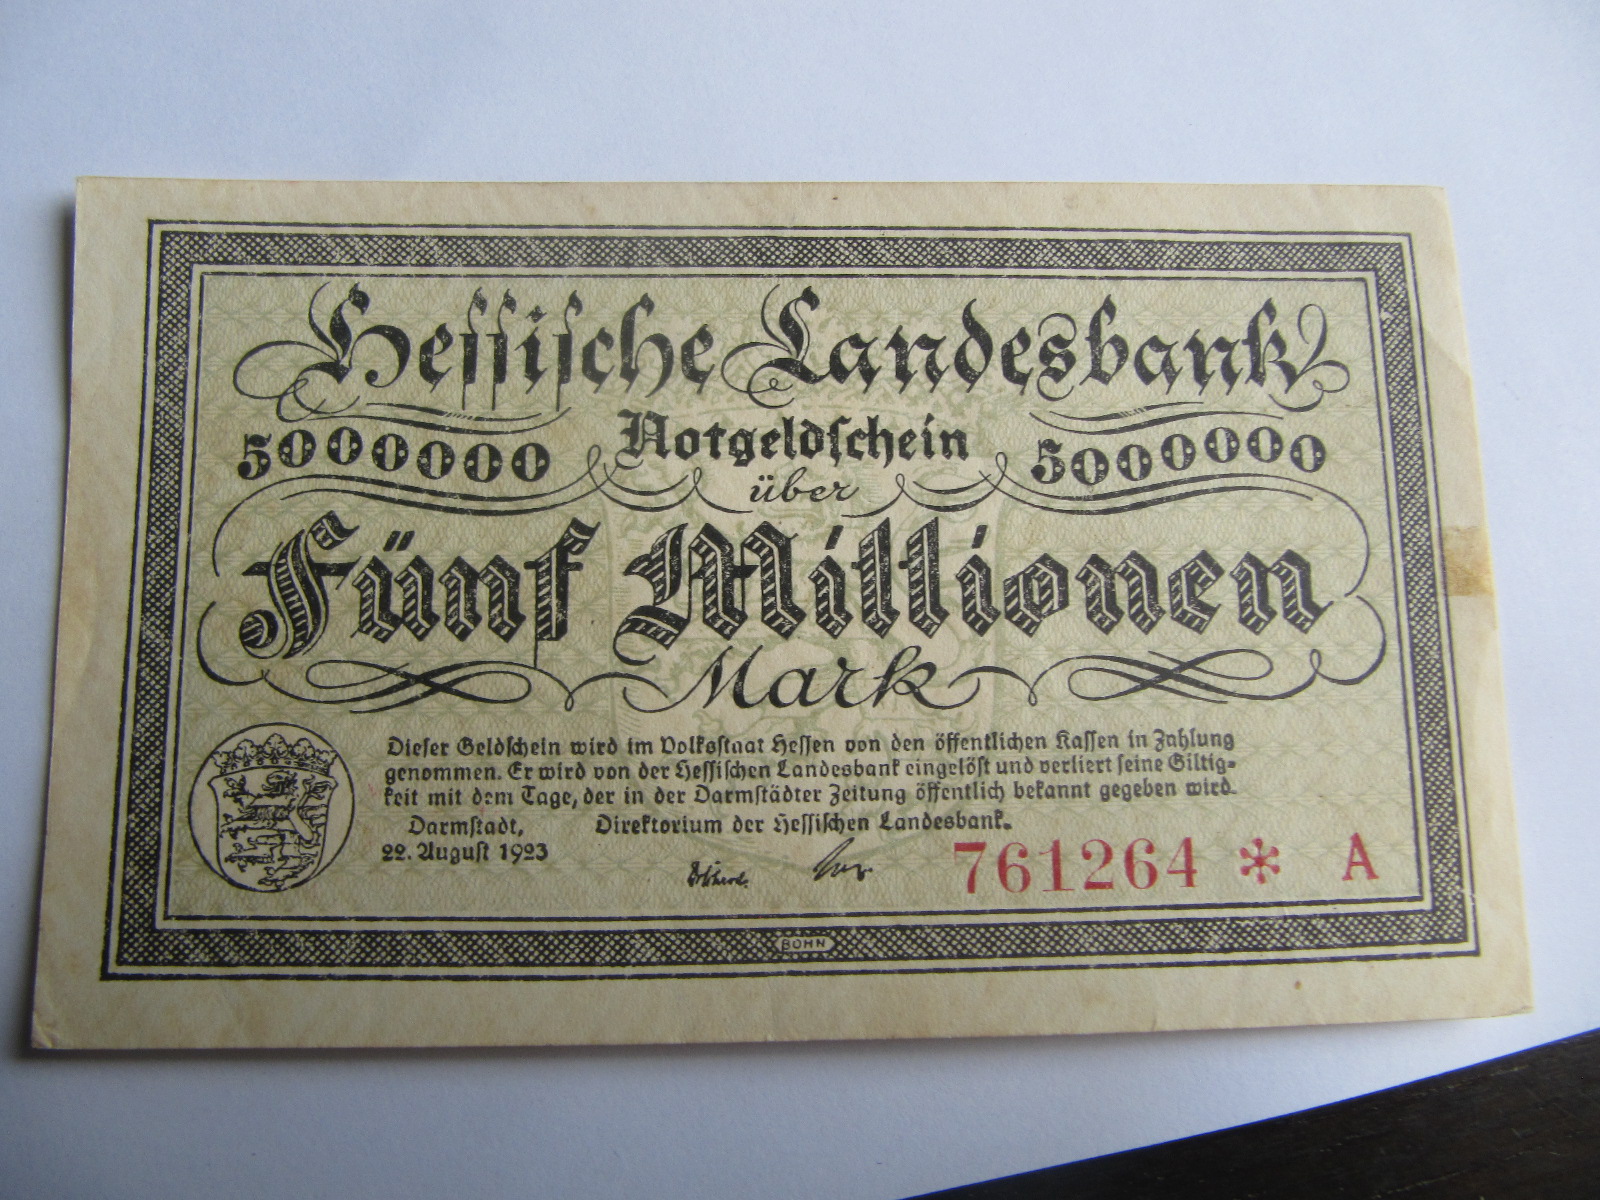 Hessische Landesbank
5000000 Notgeldschein 5000000
über
Fünf Millionen
Mark
Dieser Geldschein wird im Volksstaat Hessen von den öffentlichen Kassen in Zahlung
genommen. Er wird von der Hessischen Landesbank eingelöst und verliert seine Giltig-
keit mit dem Tage, der in der Darmstädter Zeitung öffentlich bekannt gegeben wird.
Darmstadt, Direktorium der Hessischen Landesbank.
22. August 1923
761264 * A
BOHN